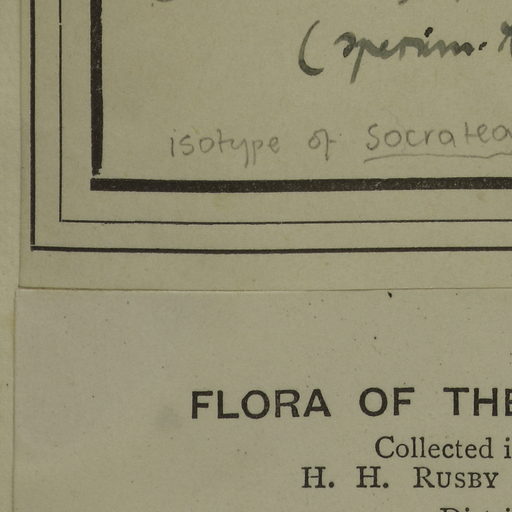 (specim.
isotype of Socratea
FLORA OF THE
Collected i
H. H. RUSBY